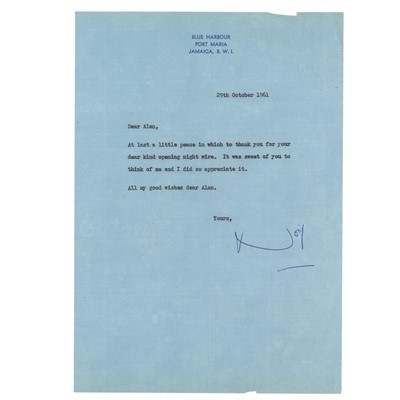 BLUE HARBOUR
PORT MARIA
JAMAICA, B. W. I.
29th October 1961
Dear Alan,
At last a little peace in which to thank you for your
dear kind opening night wire. It was sweet of you to
think of me and I did so appreciate it.
All my good wishes dear Alan.
Yours,
Noël